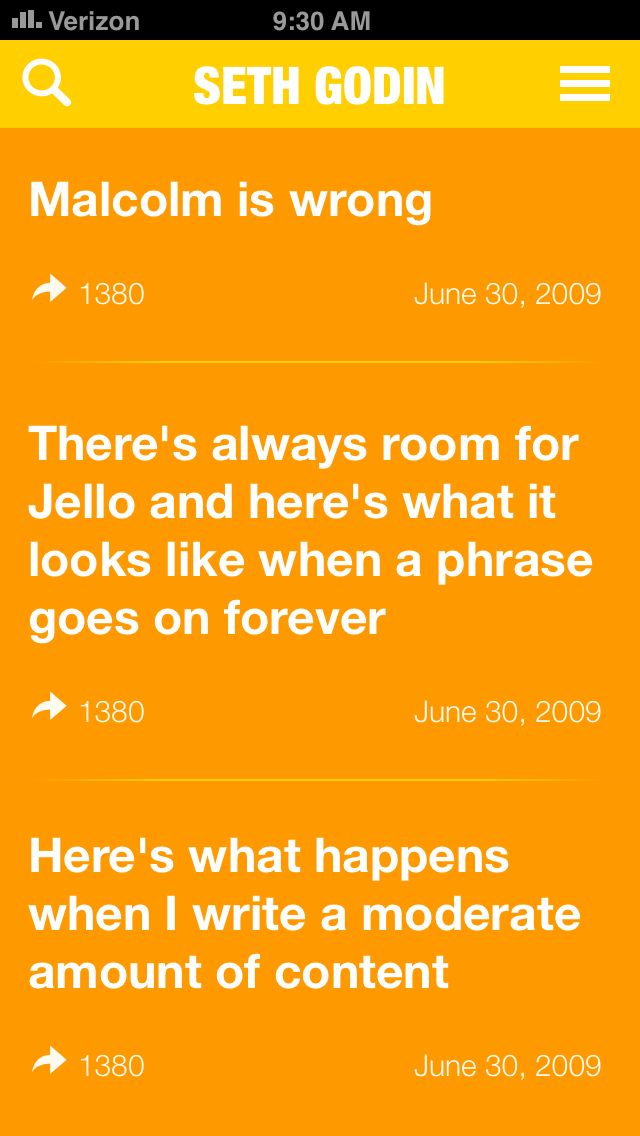 Verizon 9:30 AM
SETH GODIN
Malcolm is wrong
1380 June 30, 2009
There's always room for
Jello and here's what it
looks like when a phrase
goes on forever
1380 June 30, 2009
Here's what happens
when I write a moderate
amount of content
1380 June 30, 2009